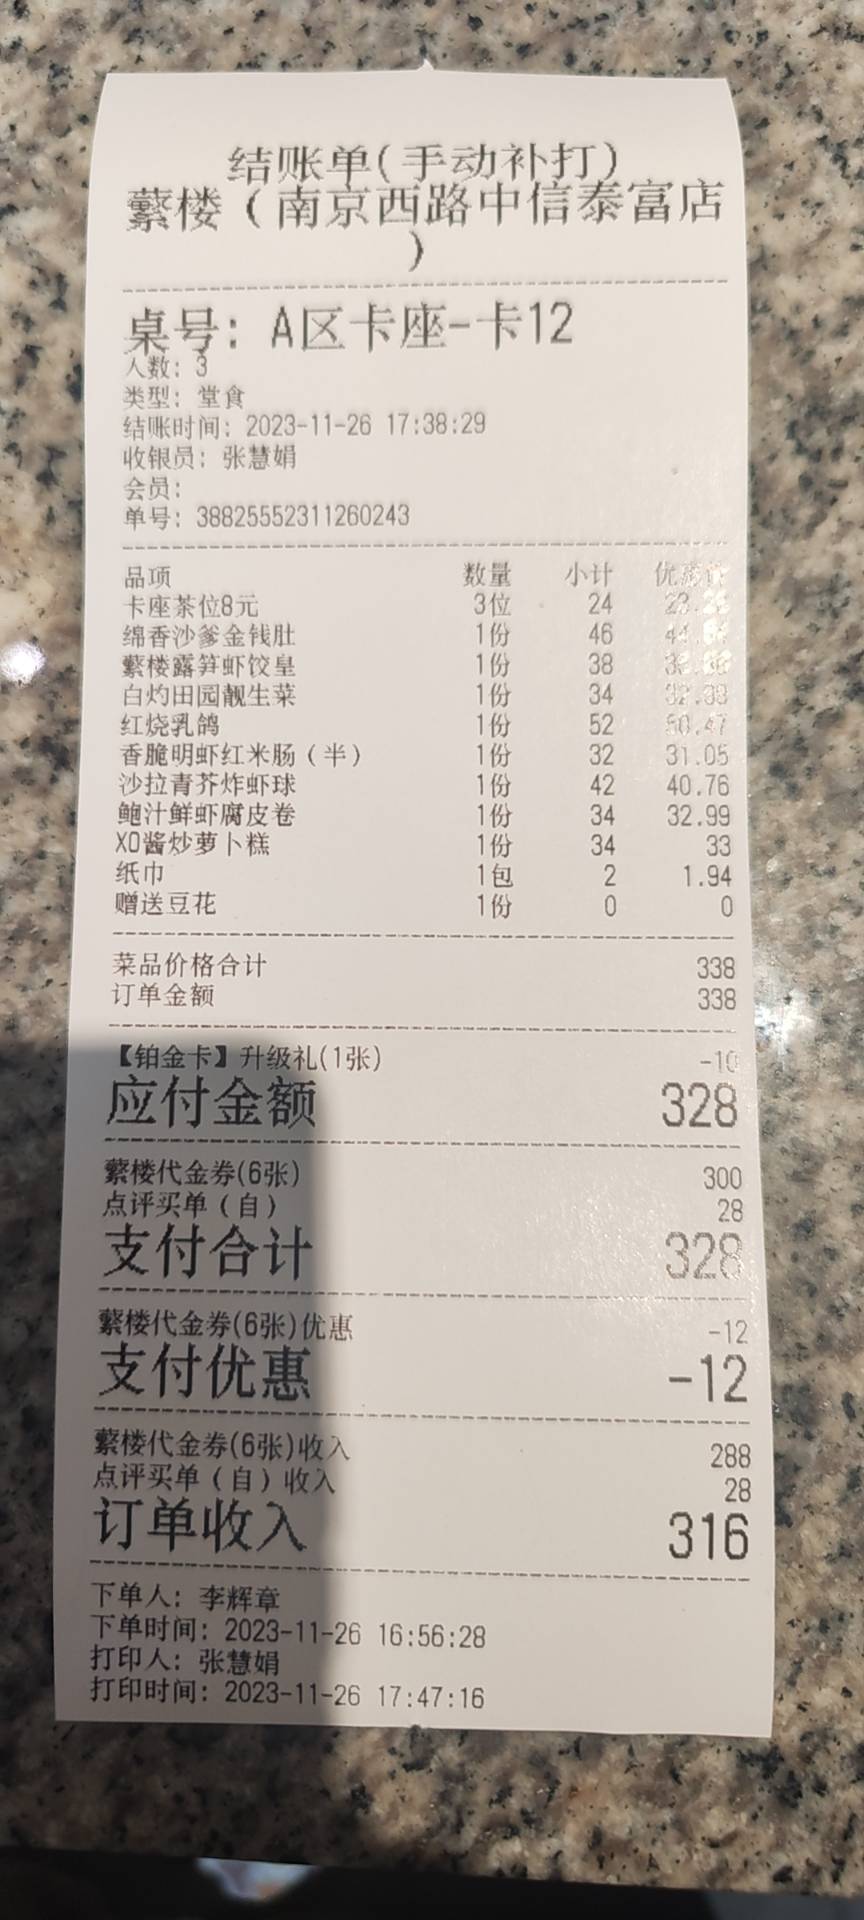 结账单(手动补打)
蘩楼(南京西路中信泰富店
)
桌号: A区卡座-卡12
人数: 3
类型: 堂食
结账时间: 2023-11-26 17:38:29
收银员: 张慧娟
会员:
单号: 38825552311260243
品项 数量 小计 优惠价
卡座茶位8元 3位 24
绵香沙爹金钱肚 1份 46
蘩楼露笋虾饺皇 1份 38
白灼田园靓生菜 1份 34 32.99
红烧乳鸽 1份 52 50.47
香脆明虾红米肠(半) 1份 32 31.05
沙拉青芥炸虾球 1份 42 40.76
鲍汁鲜虾腐皮卷 1份 34 32.99
XO酱炒萝卜糕 1份 34 33
纸巾 1包 2 1.94
赠送豆花 1份 0 0
菜品价格合计 338
订单金额 338
【铂金卡】升级礼(1张) -10
应付金额 328
蘩楼代金券(6张) 300
点评买单(自) 28
支付合计 328
蘩楼代金券(6张)优惠 -12
支付优惠 -12
蘩楼代金券(6张)收入 288
点评买单(自)收入 28
订单收入 316
下单人: 李辉章
下单时间: 2023-11-26 16:56:28
打印人: 张慧娟
打印时间: 2023-11-26 17:47:16